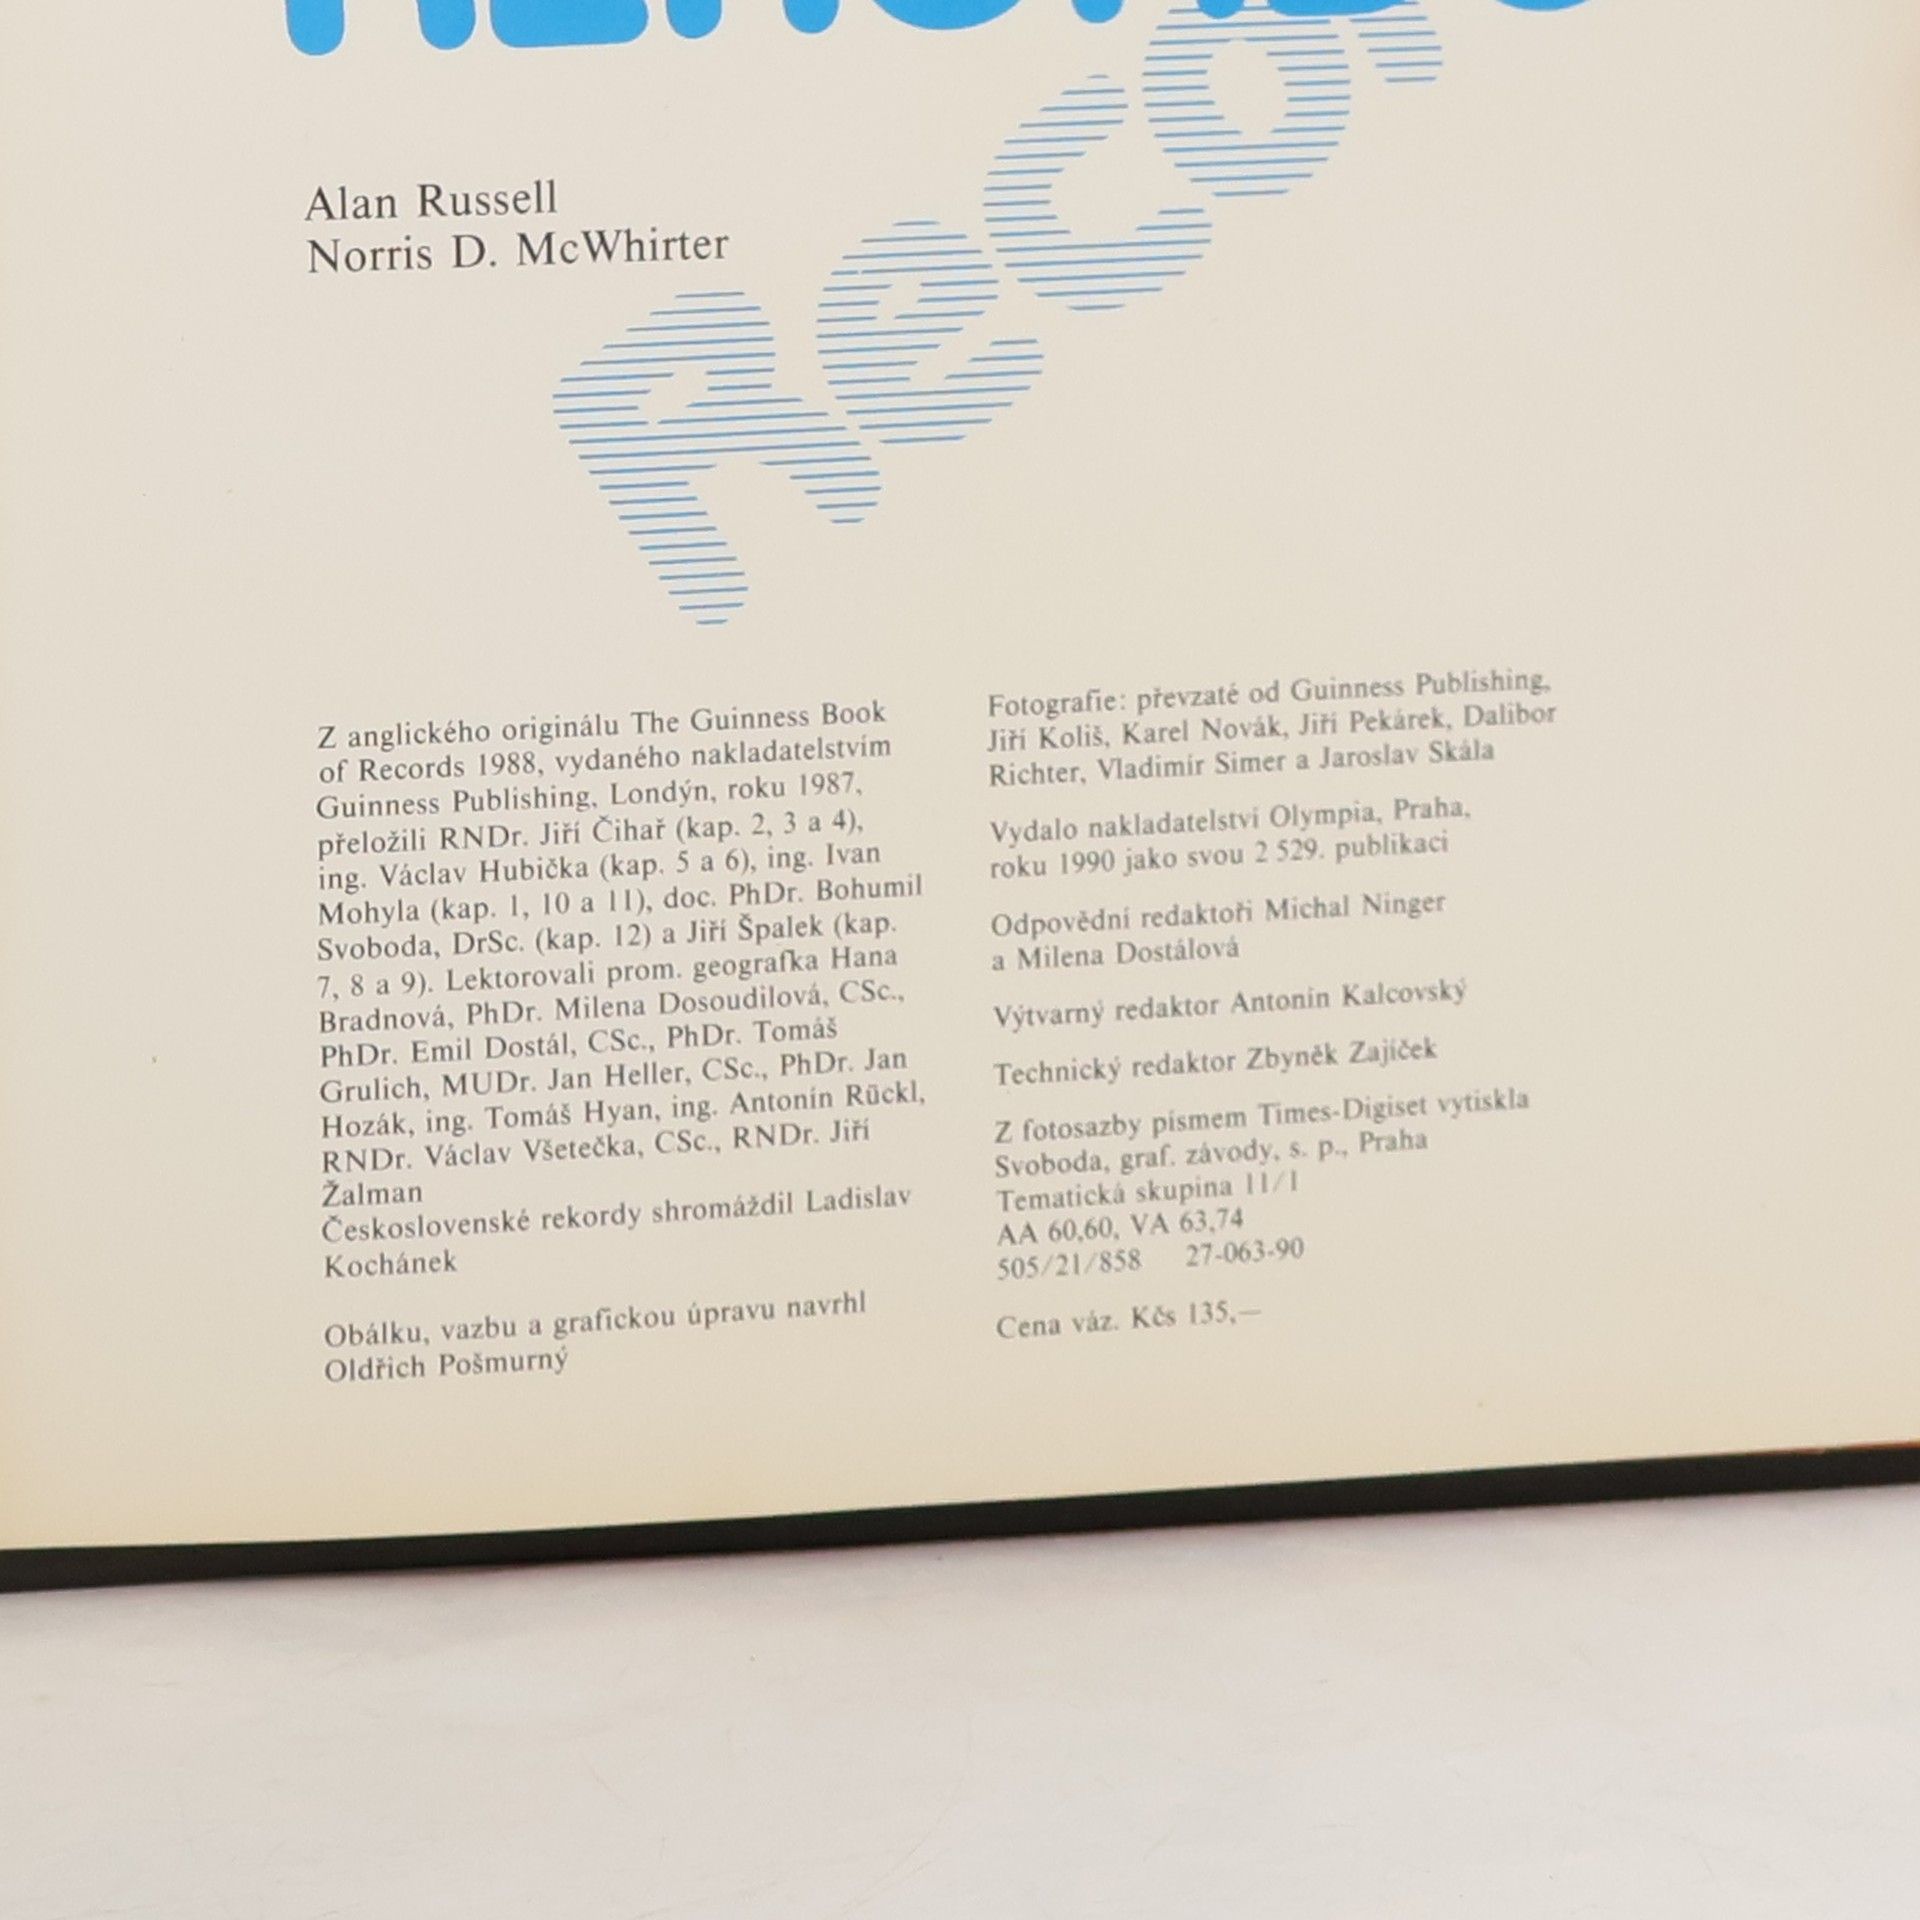 Alan Russell
Norris D. McWhirter
Z anglického originálu The Guinness Book
of Records 1988, vydaného nakladatelstvím
Guinness Publishing, Londýn, roku 1987,
přeložili RNDr. Jiří Čihař (kap. 2, 3 a 4),
ing. Václav Hubička (kap. 5 a 6), ing. Ivan
Mohyla (kap. 1, 10 a 11), doc. PhDr. Bohumil
Svoboda, DrSc. (kap. 12) a Jiří Špalek (kap.
7, 8 a 9). Lektorovali prom. geografka Hana
Bradnová, PhDr. Milena Dosoudilová, CSc.,
PhDr. Emil Dostál, CSc., PhDr. Tomáš
Grulich, MUDr. Jan Heller, CSc., PhDr. Jan
Hozák, ing. Tomáš Hyan, ing. Antonín Rückl,
RNDr. Václav Všetečka, CSc., RNDr. Jiří
Žalman
Československé rekordy shromáždil Ladislav
Kochánek
Obálku, vazbu a grafickou úpravu navrhl
Oldřich Pošmurný
Fotografie: převzaté od Guinness Publishing,
Jiří Koliš, Karel Novák, Jiří Pekárek, Dalibor
Richter, Vladimír Simer a Jaroslav Skála
Vydalo nakladatelství Olympia, Praha,
roku 1990 jako svou 2 529. publikaci
Odpovědní redaktoři Michal Ninger
a Milena Dostálová
Výtvarný redaktor Antonín Kalcovský
Technický redaktor Zbyněk Zajíček
Z fotosazby písmem Times-Digiset vytiskla
Svoboda, graf. závody, s. p., Praha
Tematická skupina 11/1
AA 60,60, VA 63,74
505/21/858 27-063-90
Cena váz. Kčs 135,—